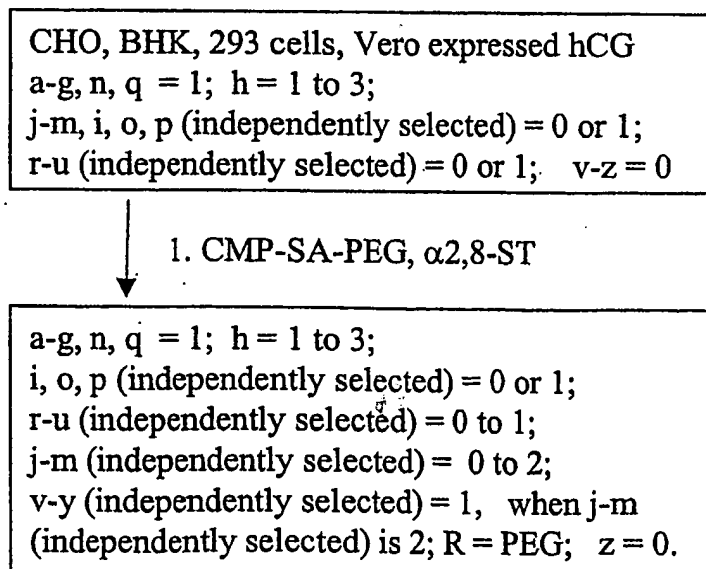 CHO, BHK, 293 cells, Vero expressed hCG
a-g, n, q = 1; h = 1 to 3;
j-m, i, o, p (independently selected) = 0 or 1;
r-u (independently selected) = 0 or 1; v-z = 0
1. CMP-SA-PEG, α2,8-ST
a-g, n, q = 1; h = 1 to 3;
i, o, p (independently selected) = 0 or 1;
r-u (independently selected) = 0 to 1;
j-m (independently selected) = 0 to 2;
v-y (independently selected) = 1, when j-m
(independently selected) is 2; R = PEG; z = 0.